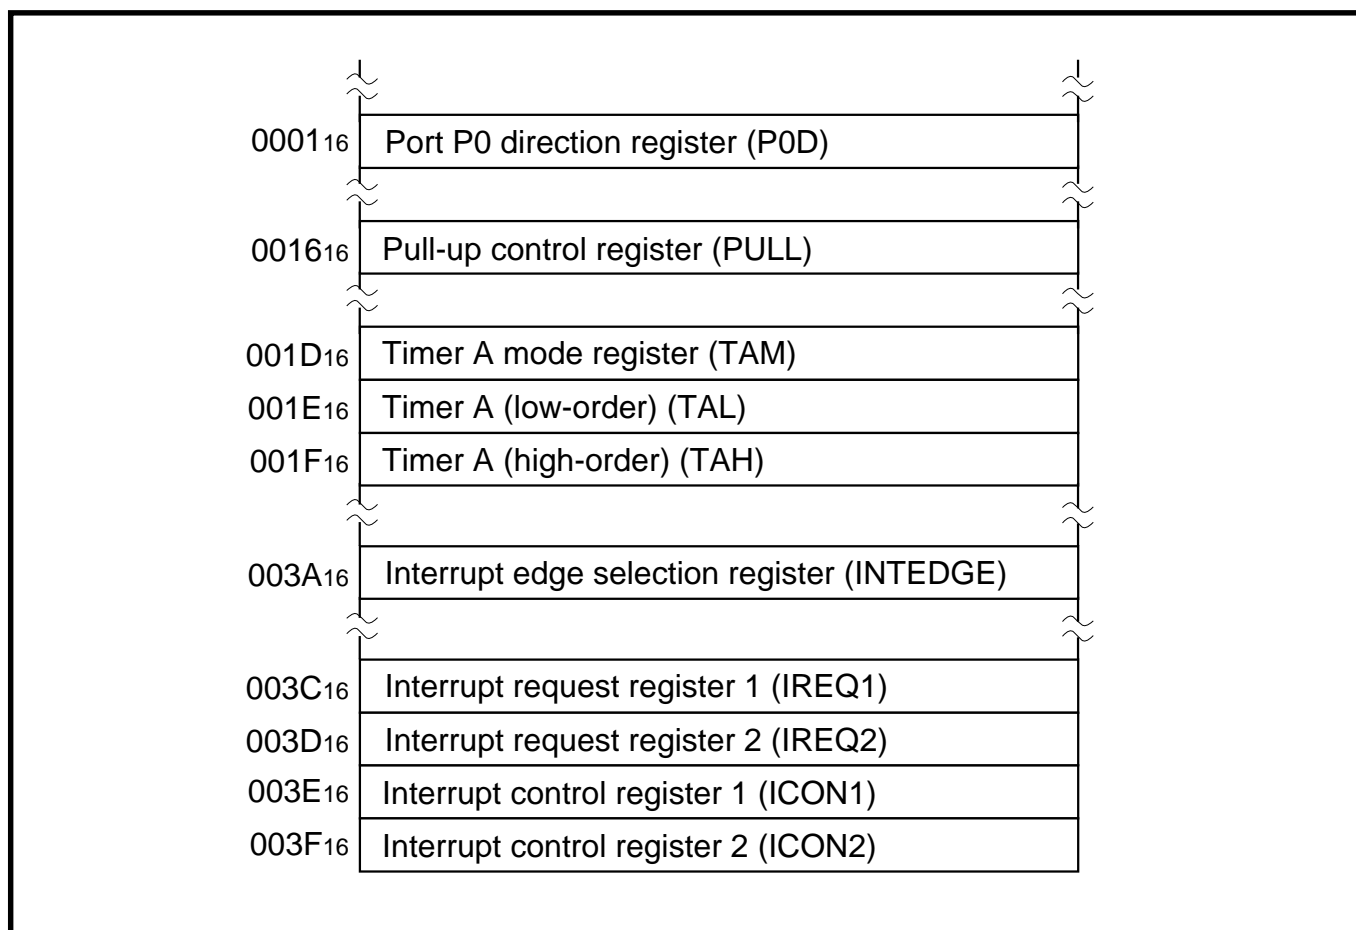 0001₁₆ Port P0 direction register (P0D)
0016₁₆ Pull-up control register (PULL)
001D₁₆ Timer A mode register (TAM)
001E₁₆ Timer A (low-order) (TAL)
001F₁₆ Timer A (high-order) (TAH)
003A₁₆ Interrupt edge selection register (INTEDGE)
003C₁₆ Interrupt request register 1 (IREQ1)
003D₁₆ Interrupt request register 2 (IREQ2)
003E₁₆ Interrupt control register 1 (ICON1)
003F₁₆ Interrupt control register 2 (ICON2)